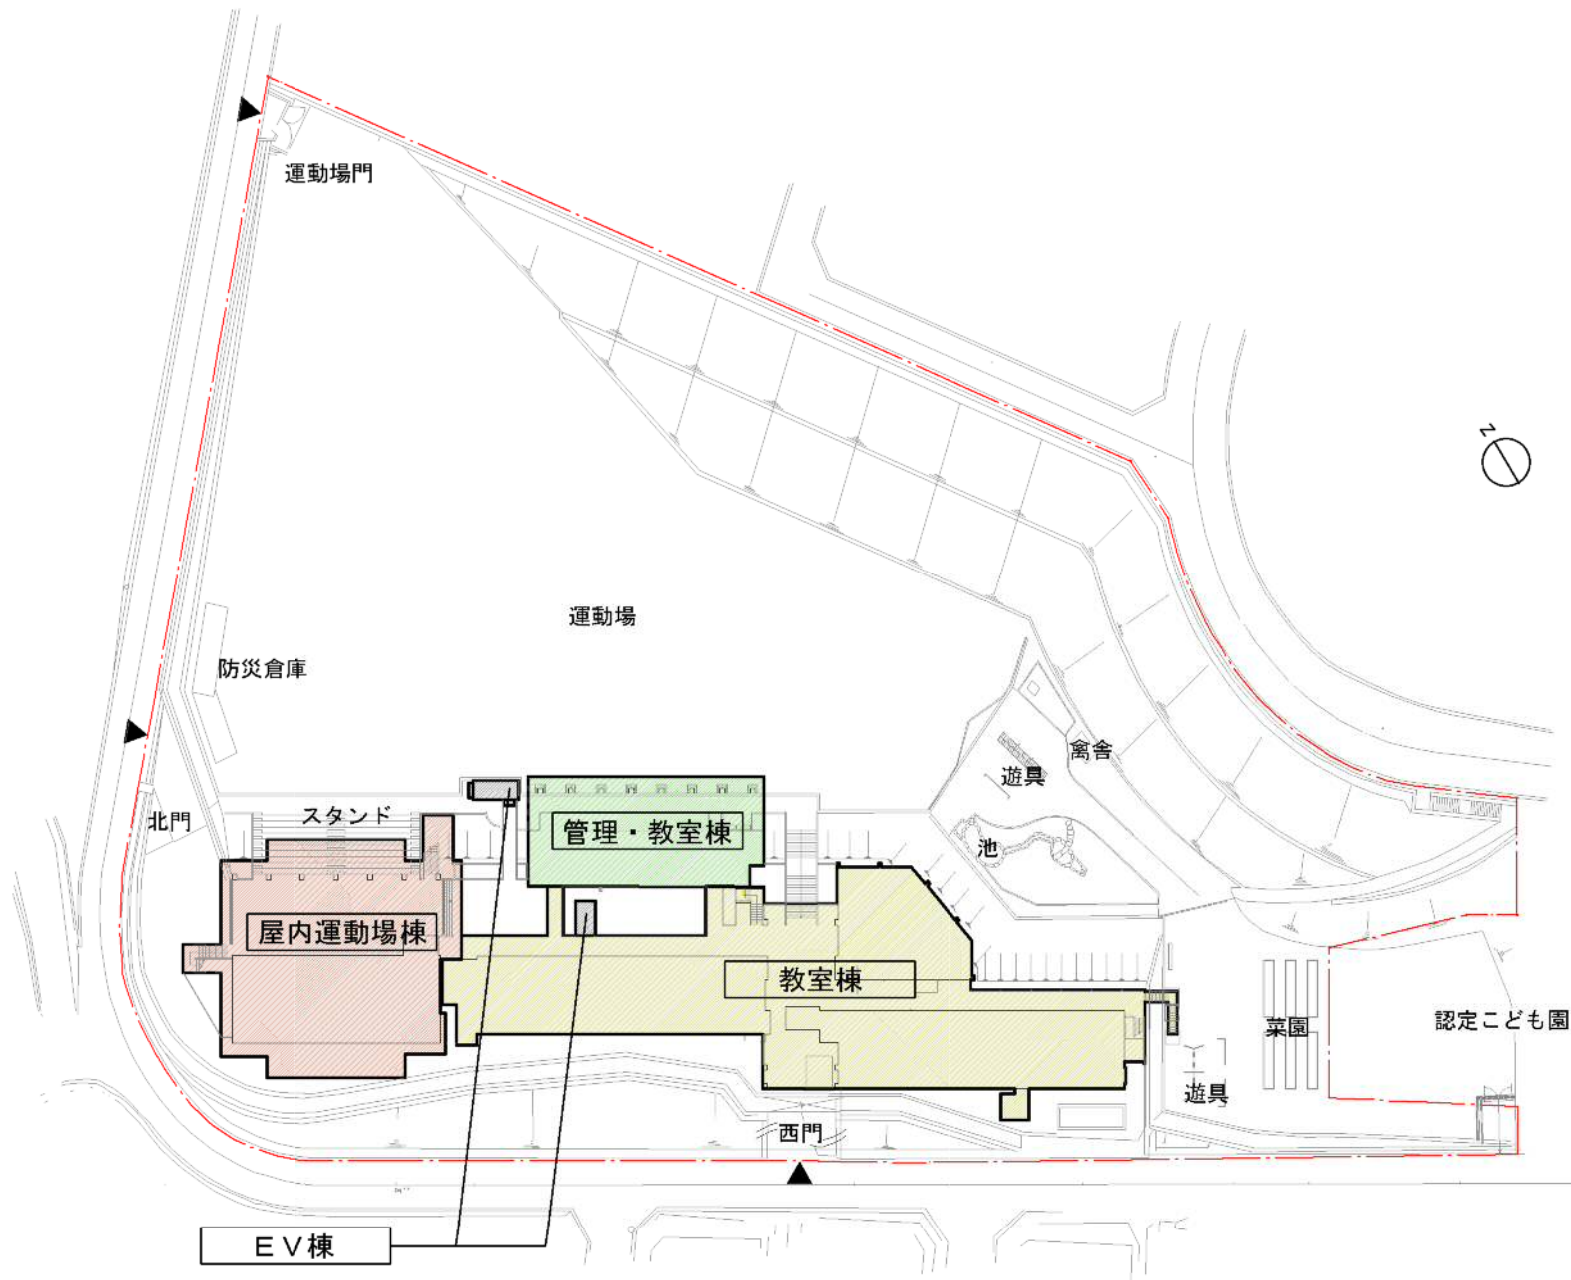 運動場門
Z
運動場
防災倉庫
禽舎
遊具
北門
スタンド
管理・教室棟
池
屋内運動場棟
教室棟
菜園
認定こども園
遊具
西門
EV棟